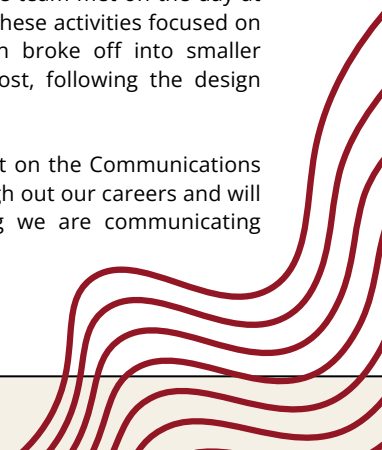 team met on the day at
hese activities focused on
broke off into smaller
ost, following the design
t on the Communications
gh out our careers and will
g we are communicating